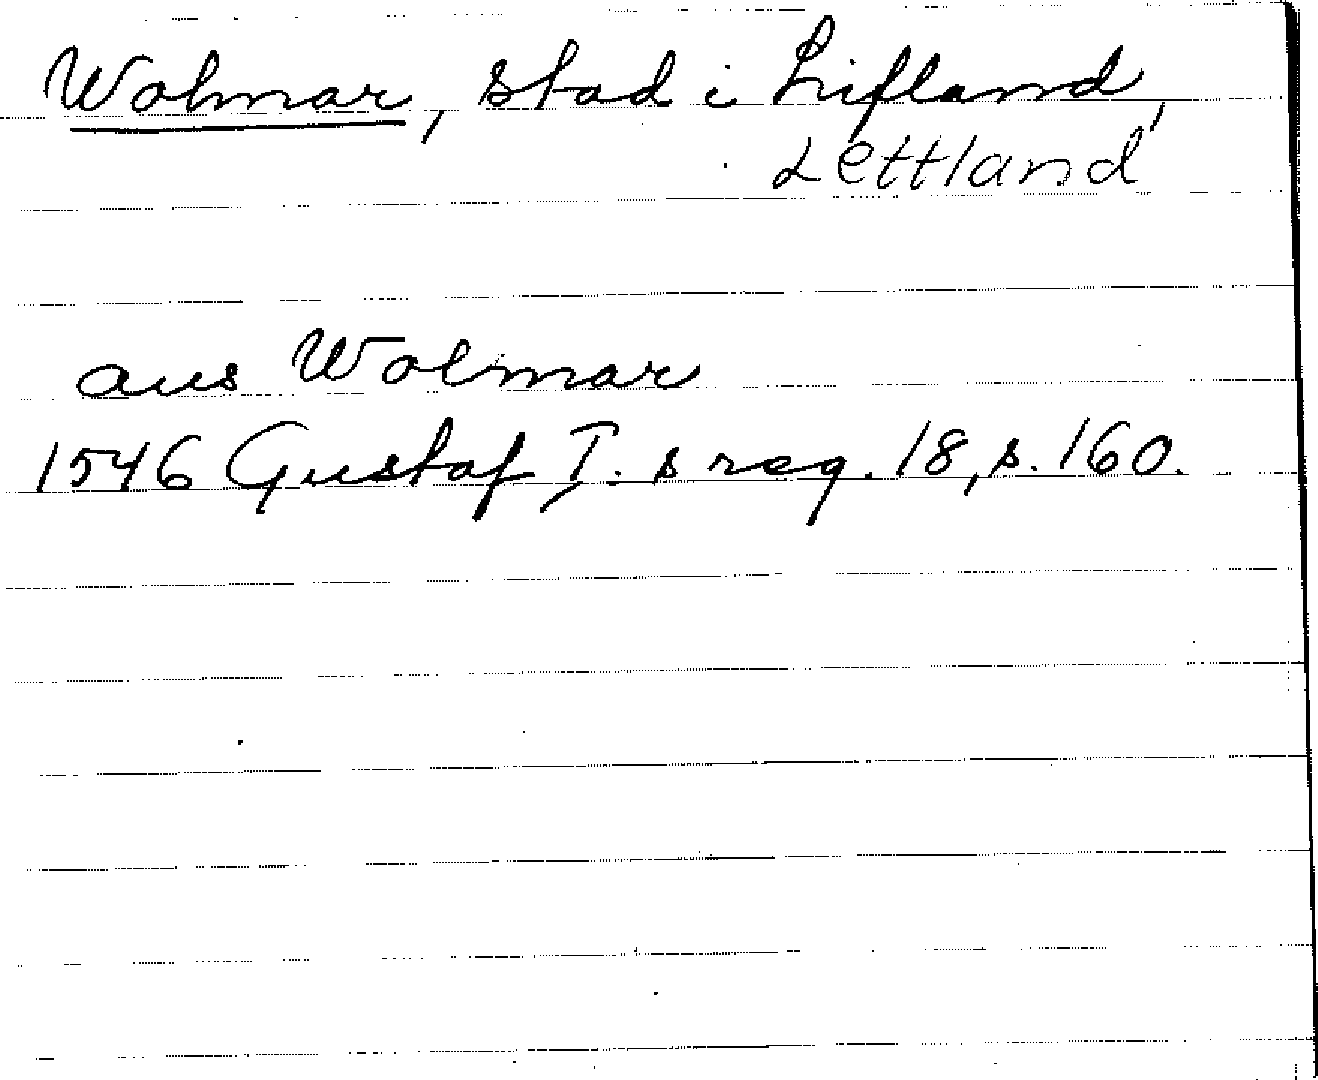 Wolmar, stad i Lifland,
Lettland
aus Wolmar
1546 Gustaf I. s reg. 18, s. 160.